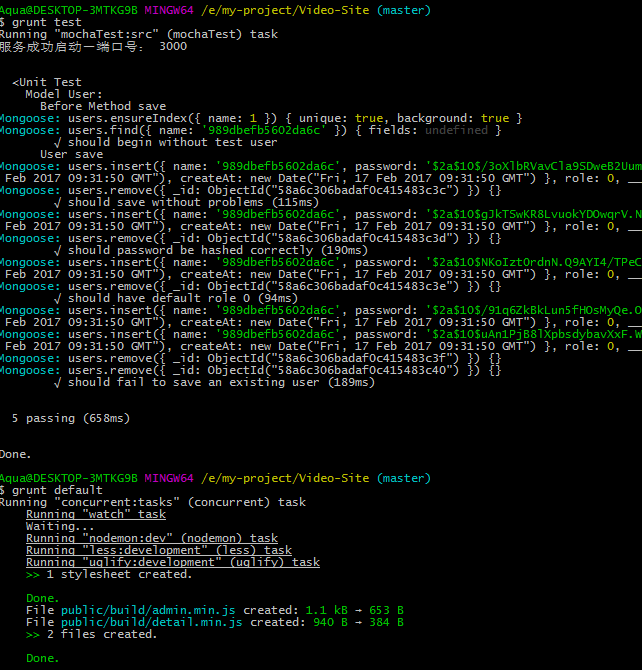 Aqua@DESKTOP-3MTKG9B MINGW64 /e/my-project/Video-Site (master)
$ grunt test
Running "mochaTest:src" (mochaTest) task
服务成功启动一端口号： 3000
<Unit Test
Model User:
Before Method save
Mongoose: users.ensureIndex({ name: 1 }) { unique: true, background: true }
Mongoose: users.find({ name: '989dbefb5602da6c' }) { fields: undefined }
√ should begin without test user
User save
Mongoose: users.insert({ name: '989dbefb5602da6c', password: '$2a$10$/3oXlbRVavCla9SDweB2Uum
Feb 2017 09:31:50 GMT"), createAt: new Date("Fri, 17 Feb 2017 09:31:50 GMT") }, role: 0, __
Mongoose: users.remove({ _id: ObjectId("58a6c306badaf0c415483c3c") }) {}
√ should save without problems (115ms)
Mongoose: users.insert({ name: '989dbefb5602da6c', password: '$2a$10$gJkTSwKR8LvuokYDOwqrV.N
Feb 2017 09:31:50 GMT"), createAt: new Date("Fri, 17 Feb 2017 09:31:50 GMT") }, role: 0, __
Mongoose: users.remove({ _id: ObjectId("58a6c306badaf0c415483c3d") }) {}
√ should password be hashed correctly (190ms)
Mongoose: users.insert({ name: '989dbefb5602da6c', password: '$2a$10$NKoIztOrdnN.Q9AYI4/TPeC
Feb 2017 09:31:50 GMT"), createAt: new Date("Fri, 17 Feb 2017 09:31:50 GMT") }, role: 0, __
Mongoose: users.remove({ _id: ObjectId("58a6c306badaf0c415483c3e") }) {}
√ should have default role 0 (94ms)
Mongoose: users.insert({ name: '989dbefb5602da6c', password: '$2a$10$/91q6ZkBkLun5fHOsMyQe.O
Feb 2017 09:31:50 GMT"), createAt: new Date("Fri, 17 Feb 2017 09:31:50 GMT") }, role: 0, __
Mongoose: users.insert({ name: '989dbefb5602da6c', password: '$2a$10$uAn1PjB8lXpbsdybavXxF.W
Feb 2017 09:31:50 GMT"), createAt: new Date("Fri, 17 Feb 2017 09:31:50 GMT") }, role: 0, __
Mongoose: users.remove({ _id: ObjectId("58a6c306badaf0c415483c3f") }) {}
Mongoose: users.remove({ _id: ObjectId("58a6c306badaf0c415483c40") }) {}
√ should fail to save an existing user (189ms)
5 passing (658ms)
Done.
Aqua@DESKTOP-3MTKG9B MINGW64 /e/my-project/Video-Site (master)
$ grunt default
Running "concurrent:tasks" (concurrent) task
Running "watch" task
Waiting...
Running "nodemon:dev" (nodemon) task
Running "less:development" (less) task
Running "uglify:development" (uglify) task
>> 1 stylesheet created.
Done.
File public/build/admin.min.js created: 1.1 kB → 653 B
File public/build/detail.min.js created: 940 B → 384 B
>> 2 files created.
Done.